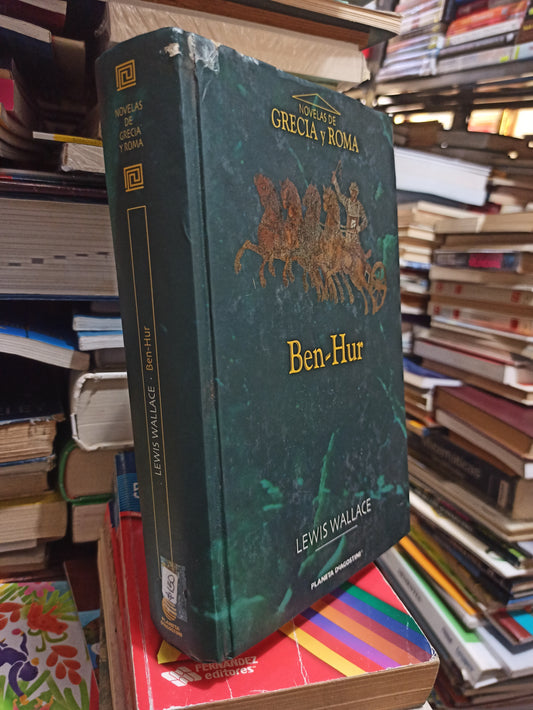 NOVELAS DE
GRECIA y ROMA
Ben-Hur
LEWIS WALLACE
PLANETA DEAGOSTINI
NOVELAS
DE
GRECIA
Y ROMA
LEWIS WALLACE · Ben-Hur
PLANETA
FERNÁNDEZ
editores